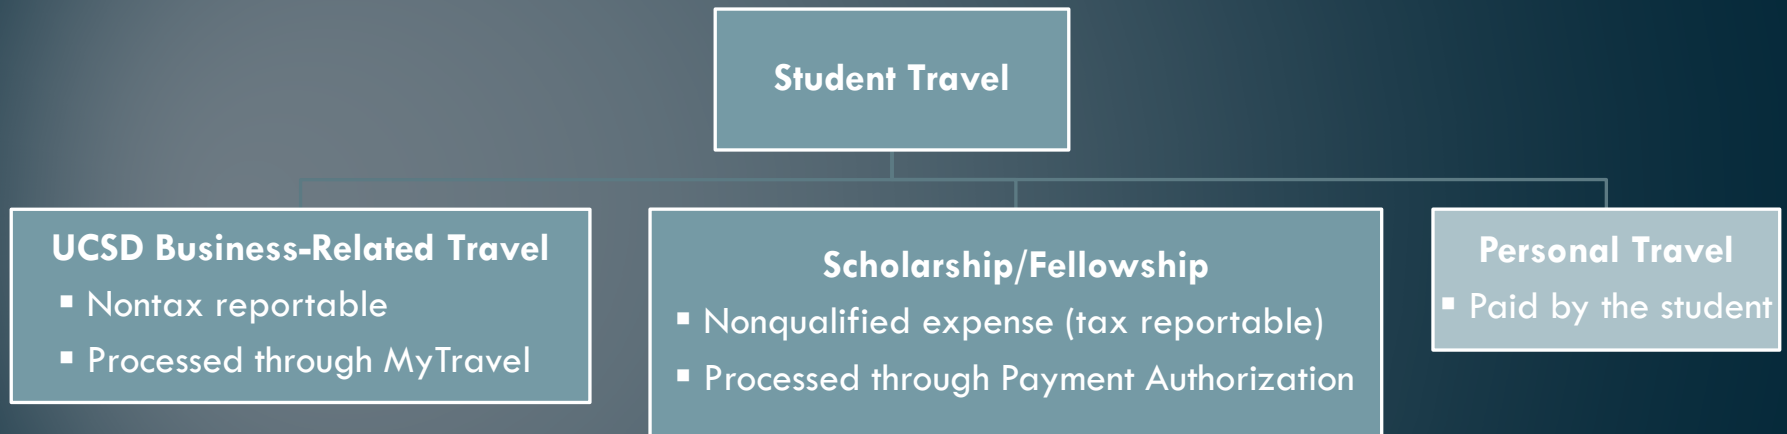 Student Travel
UCSD Business-Related Travel
▪ Nontax reportable
▪ Processed through MyTravel
Scholarship/Fellowship
▪ Nonqualified expense (tax reportable)
▪ Processed through Payment Authorization
Personal Travel
▪ Paid by the student